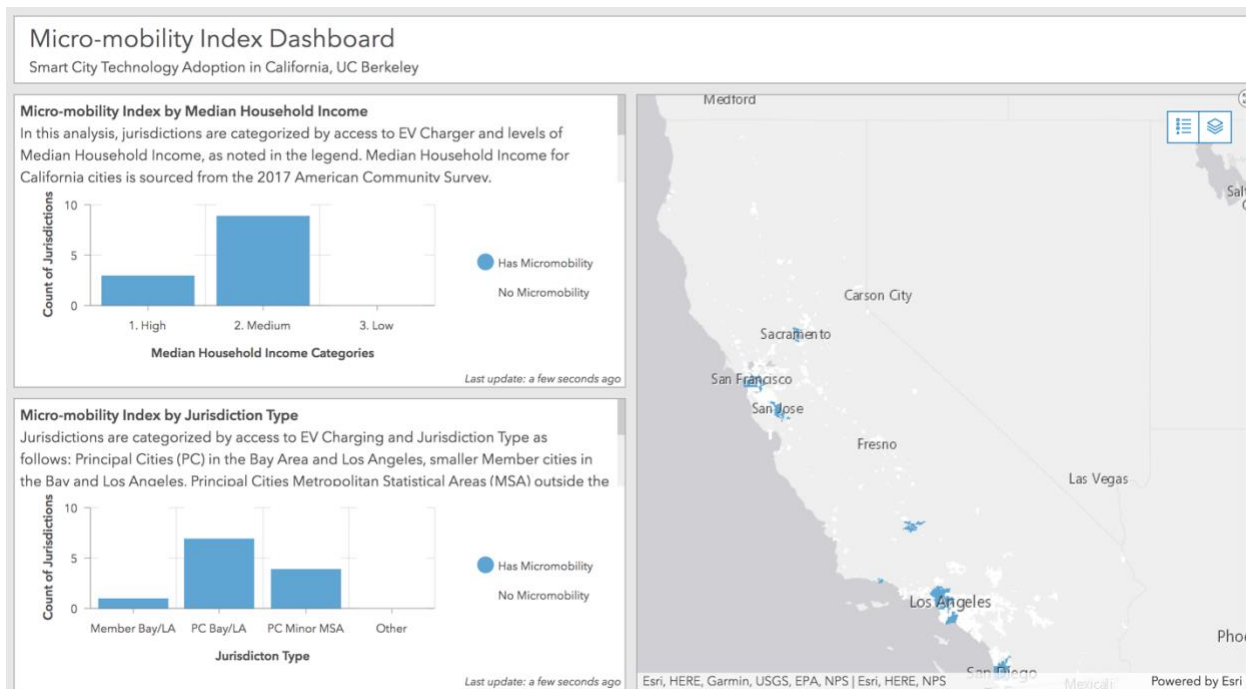 Micro-mobility Index Dashboard
Smart City Technology Adoption in California, UC Berkeley
Micro-mobility Index by Median Household Income
In this analysis, jurisdictions are categorized by access to EV Charger and levels of
Median Household Income, as noted in the legend. Median Household Income for
California cities is sourced from the 2017 American Community Survey.
Count of Jurisdictions
10
5
0
1. High
2. Medium
3. Low
Median Household Income Categories
Has Micromobility
No Micromobility
Last update: a few seconds ago
Micro-mobility Index by Jurisdiction Type
Jurisdictions are categorized by access to EV Charging and Jurisdiction Type as
follows: Principal Cities (PC) in the Bay Area and Los Angeles, smaller Member cities in
the Bay and Los Angeles. Principal Cities Metropolitan Statistical Areas (MSA) outside the
Count of Jurisdictions
10
5
0
Member Bay/LA
PC Bay/LA
PC Minor MSA
Other
Jurisdicton Type
Has Micromobility
No Micromobility
Last update: a few seconds ago
Medford
Carson City
Sacramento
San Francisco
San Jose
Fresno
Las Vegas
Los Angeles
San Diego
Mexicali
Esri, HERE, Garmin, USGS, EPA, NPS | Esri, HERE, NPS
Powered by Esri